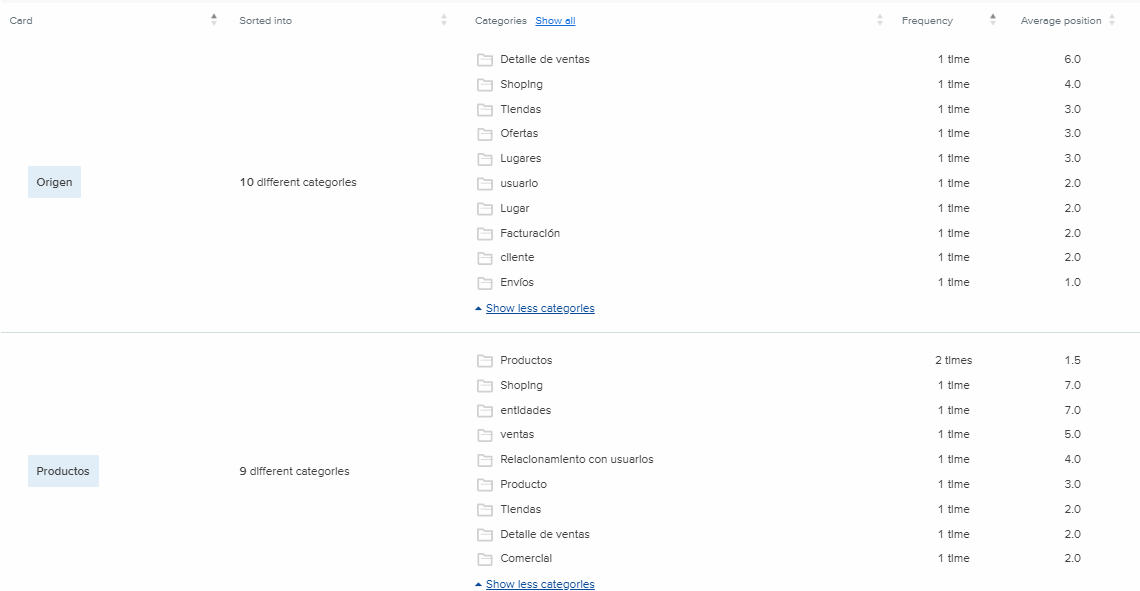 Card Sorted into Categories Show all Frequency Average position
Detalle de ventas 1 time 6.0
Shoping 1 time 4.0
Tiendas 1 time 3.0
Ofertas 1 time 3.0
Lugares 1 time 3.0
Origen 10 different categories usuario 1 time 2.0
Lugar 1 time 2.0
Facturación 1 time 2.0
cliente 1 time 2.0
Envíos 1 time 1.0
Show less categories
Productos 2 times 1.5
Shoping 1 time 7.0
entidades 1 time 7.0
ventas 1 time 5.0
Productos 9 different categories Relacionamiento con usuarios 1 time 4.0
Producto 1 time 3.0
Tiendas 1 time 2.0
Detalle de ventas 1 time 2.0
Comercial 1 time 2.0
Show less categories